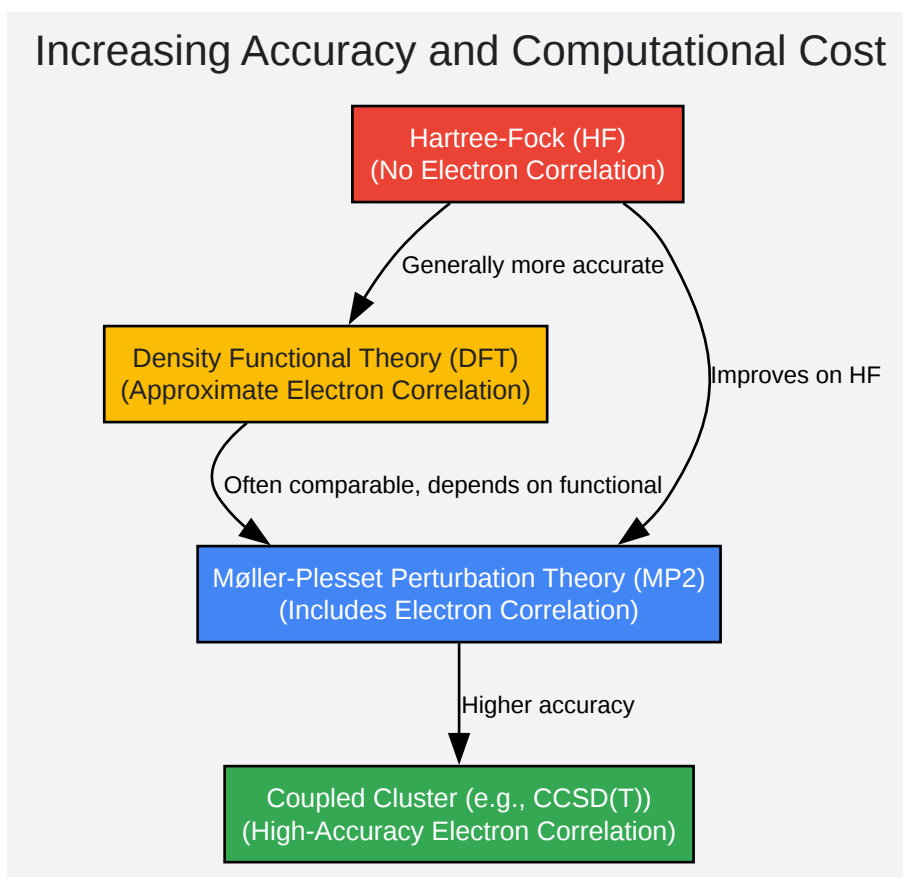 Increasing Accuracy and Computational Cost
Hartree-Fock (HF)
(No Electron Correlation)
Generally more accurate
Density Functional Theory (DFT)
(Approximate Electron Correlation)
Improves on HF
Often comparable, depends on functional
Møller-Plesset Perturbation Theory (MP2)
(Includes Electron Correlation)
Higher accuracy
Coupled Cluster (e.g., CCSD(T))
(High-Accuracy Electron Correlation)